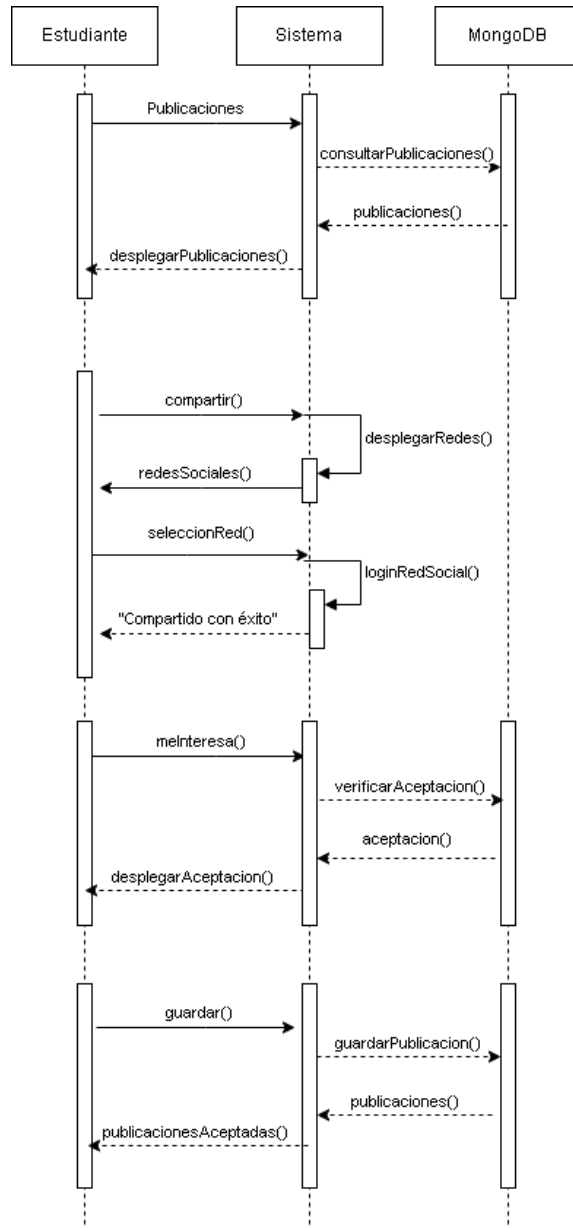 Estudiante
Sistema
MongoDB
Publicaciones
consultarPublicaciones()
publicaciones()
desplegarPublicaciones()
compartir()
desplegarRedes()
redesSociales()
seleccionRed()
loginRedSocial()
"Compartido con éxito"
meInteresa()
verificarAceptacion()
aceptacion()
desplegarAceptacion()
guardar()
guardarPublicacion()
publicaciones()
publicacionesAceptadas()